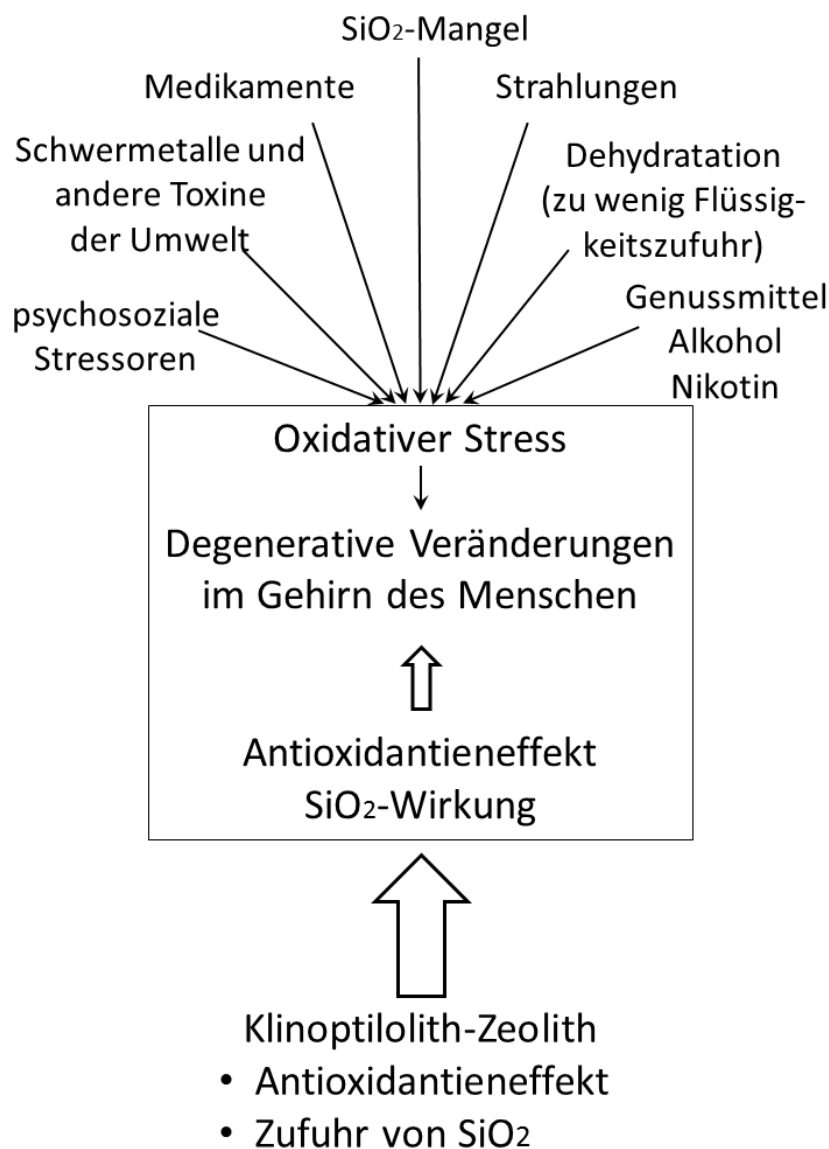 SiO2-Mangel
Medikamente
Strahlungen
Schwermetalle und
andere Toxine
der Umwelt
Dehydratation
(zu wenig Flüssig-
keitszufuhr)
psychosoziale
Stressoren
Genussmittel
Alkohol
Nikotin
Oxidativer Stress
Degenerative Veränderungen
im Gehirn des Menschen
Antioxidantieneffekt
SiO2-Wirkung
Klinoptilolith-Zeolith
• Antioxidantieneffekt
• Zufuhr von SiO2